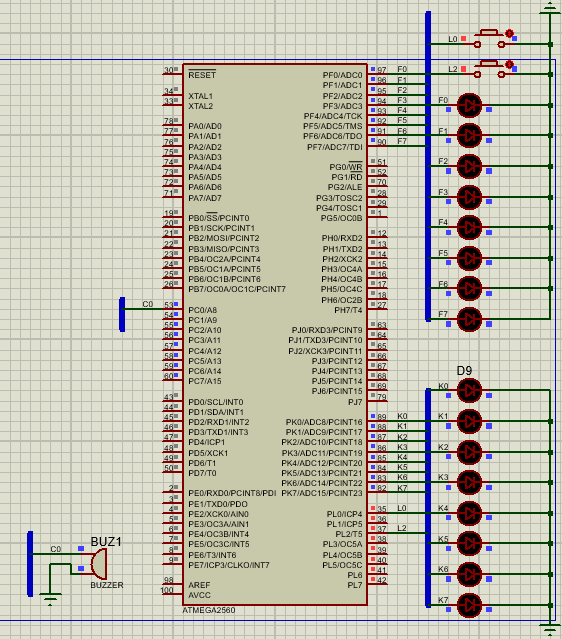 L0
L2
30 RESET PF0/ADC0 97 F0
PF1/ADC1 96 F1
34 XTAL1 PF2/ADC2 95 F2
33 XTAL2 PF3/ADC3 94 F3
PF4/ADC4/TCK 93 F4
78 PA0/AD0 PF5/ADC5/TMS 92 F5
77 PA1/AD1 PF6/ADC6/TDO 91 F6
76 PA2/AD2 PF7/ADC7/TDI 90 F7
75 PA3/AD3
74 PA4/AD4 PG0/WR 51
73 PA5/AD5 PG1/RD 52
72 PA6/AD6 PG2/ALE 70
71 PA7/AD7 PG3/TOSC2 28
PG4/TOSC1 29
19 PB0/SS/PCINT0 PG5/OC0B 1
20 PB1/SCK/PCINT1
21 PB2/MOSI/PCINT2 PH0/RXD2 12
22 PB3/MISO/PCINT3 PH1/TXD2 13
23 PB4/OC2A/PCINT4 PH2/XCK2 14
24 PB5/OC1A/PCINT5 PH3/OC4A 15
25 PB6/OC1B/PCINT6 PH4/OC4B 16
26 PB7/OC0A/OC1C/PCINT7 PH5/OC4C 17
PH6/OC2B 18
C0 53 PC0/A8 PH7/T4 27
54 PC1/A9
55 PC2/A10 PJ0/RXD3/PCINT9 63
56 PC3/A11 PJ1/TXD3/PCINT10 64
57 PC4/A12 PJ2/XCK3/PCINT11 65
58 PC5/A13 PJ3/PCINT12 66
59 PC6/A14 PJ4/PCINT13 67
60 PC7/A15 PJ5/PCINT14 68
PJ6/PCINT15 69
43 PD0/SCL/INT0 PJ7 79
44 PD1/SDA/INT1
45 PD2/RXD1/INT2 PK0/ADC8/PCINT16 89 K0
46 PD3/TXD1/INT3 PK1/ADC9/PCINT17 88 K1
47 PD4/ICP1 PK2/ADC10/PCINT18 87 K2
48 PD5/XCK1 PK3/ADC11/PCINT19 86 K3
49 PD6/T1 PK4/ADC12/PCINT20 85 K4
50 PD7/T0 PK5/ADC13/PCINT21 84 K5
PK6/ADC14/PCINT22 83 K6
2 PE0/RXD0/PCINT8/PDI PK7/ADC15/PCINT23 82 K7
3 PE1/TXD0/PDO
4 PE2/XCK0/AIN0 PL0/ICP4 35 L0
5 PE3/OC3A/AIN1 PL1/ICP5 36
6 PE4/OC3B/INT4 PL2/T5 37 L2
7 PE5/OC3C/INT5 PL3/OC5A 38
8 PE6/T3/INT6 PL4/OC5B 39
9 PE7/ICP3/CLKO/INT7 PL5/OC5C 40
PL6 41
98 AREF PL7 42
100 AVCC
ATMEGA2560
F0
F1
F2
F3
F4
F5
F6
F7
D9
K0
K1
K2
K3
K4
K5
K6
K7
BUZ1
C0
BUZZER